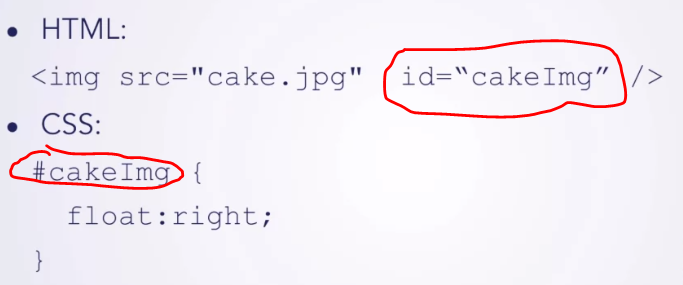 • HTML:
<img src="cake.jpg" id=“cakeImg” />
• CSS:
#cakeImg {
float:right;
}